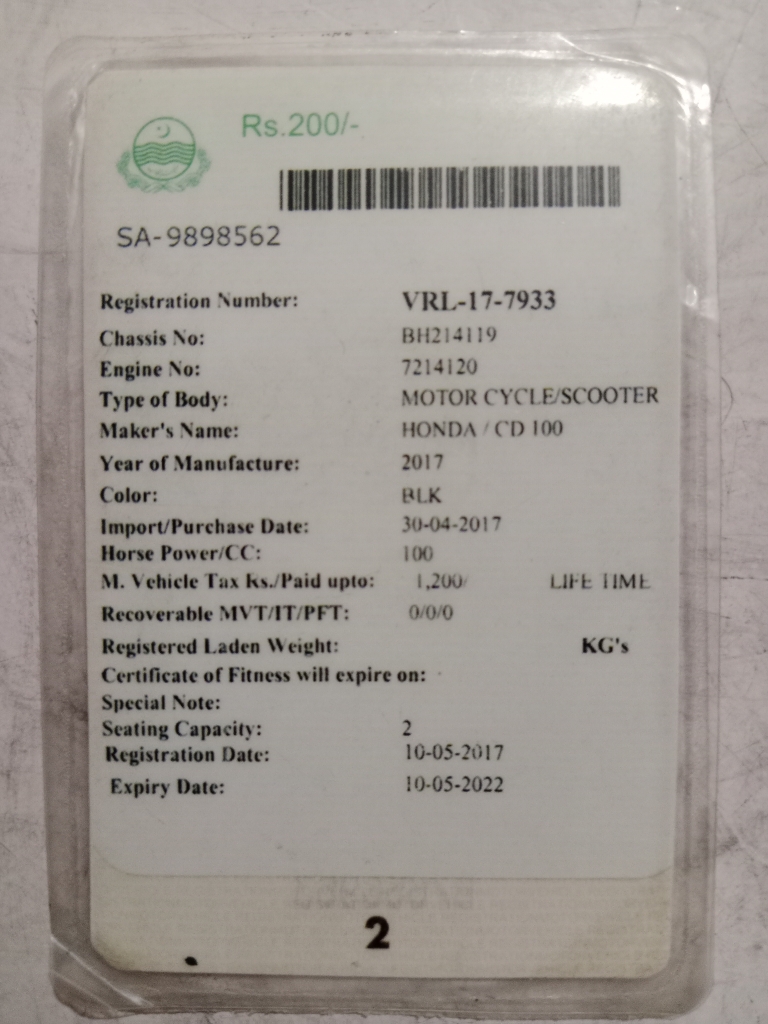 Rs.200/-
SA-9898562
Registration Number: VRL-17-7933
Chassis No: BH214119
Engine No: 7214120
Type of Body: MOTOR CYCLE/SCOOTER
Maker's Name: HONDA / CD 100
Year of Manufacture: 2017
Color: BLK
Import/Purchase Date: 30-04-2017
Horse Power/CC: 100
M. Vehicle Tax Rs./Paid upto: 1,200/ LIFE TIME
Recoverable MVT/IT/PFT: 0/0/0
Registered Laden Weight: KG's
Certificate of Fitness will expire on:
Special Note:
Seating Capacity: 2
Registration Date: 10-05-2017
Expiry Date: 10-05-2022
2